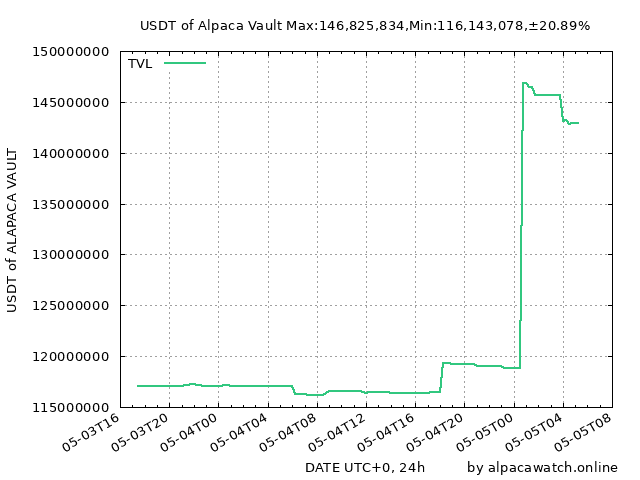 USDT of Alpaca Vault Max:146,825,834,Min:116,143,078,±20.89%
TVL
150000000
145000000
140000000
135000000
130000000
125000000
120000000
115000000
USDT of ALAPACA VAULT
05-03T16
05-03T20
05-04T00
05-04T04
05-04T08
05-04T12
05-04T16
05-04T20
05-05T00
05-05T04
05-05T08
DATE UTC+0, 24h
by alpacawatch.online